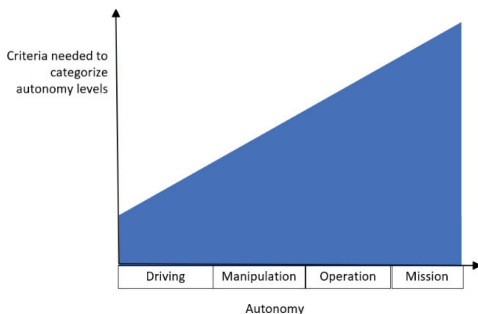 Criteria needed to
categorize
autonomy levels
Driving Manipulation Operation Mission
Autonomy